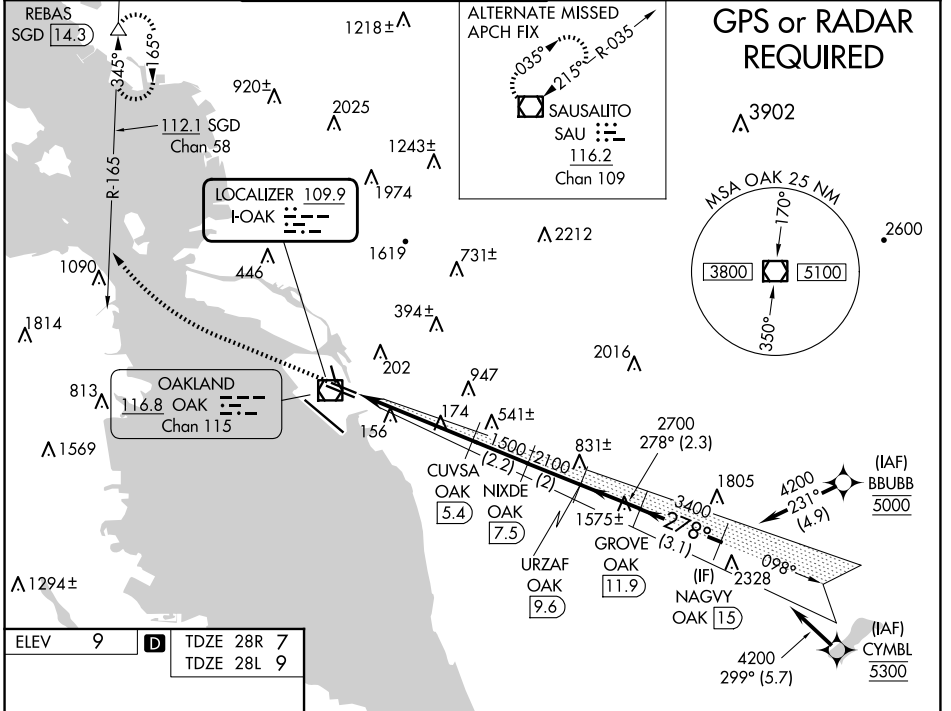 REBAS
SGD 14.3
345°
165°
1218±
920±
2025
112.1 SGD
Chan 58
R-165
1243±
1974
LOCALIZER 109.9
I-OAK
1619
446
731±
2212
1090
394±
1814
202
2016
ALTERNATE MISSED
APCH FIX
035°
215°
R-035
SAUSALITO
SAU
116.2
Chan 109
GPS or RADAR
REQUIRED
3902
MSA OAK 25 NM
170°
3800
5100
350°
2600
OAKLAND
116.8 OAK
Chan 115
813
1569
1294±
156
174
947
541±
831±
1500
(2.2)
2100
(2)
CUVSA
OAK
5.4
NIXDE
OAK
7.5
URZAF
OAK
9.6
1575±
GROVE
OAK
11.9
2700
278° (2.3)
3400
278°
(3.1)
1805
(IF)
NAGVY
OAK 15
2328
098°
4200
231°
(4.9)
(IAF)
BBUBB
5000
4200
299° (5.7)
(IAF)
CYMBL
5300
ELEV 9
D
TDZE 28R 7
TDZE 28L 9